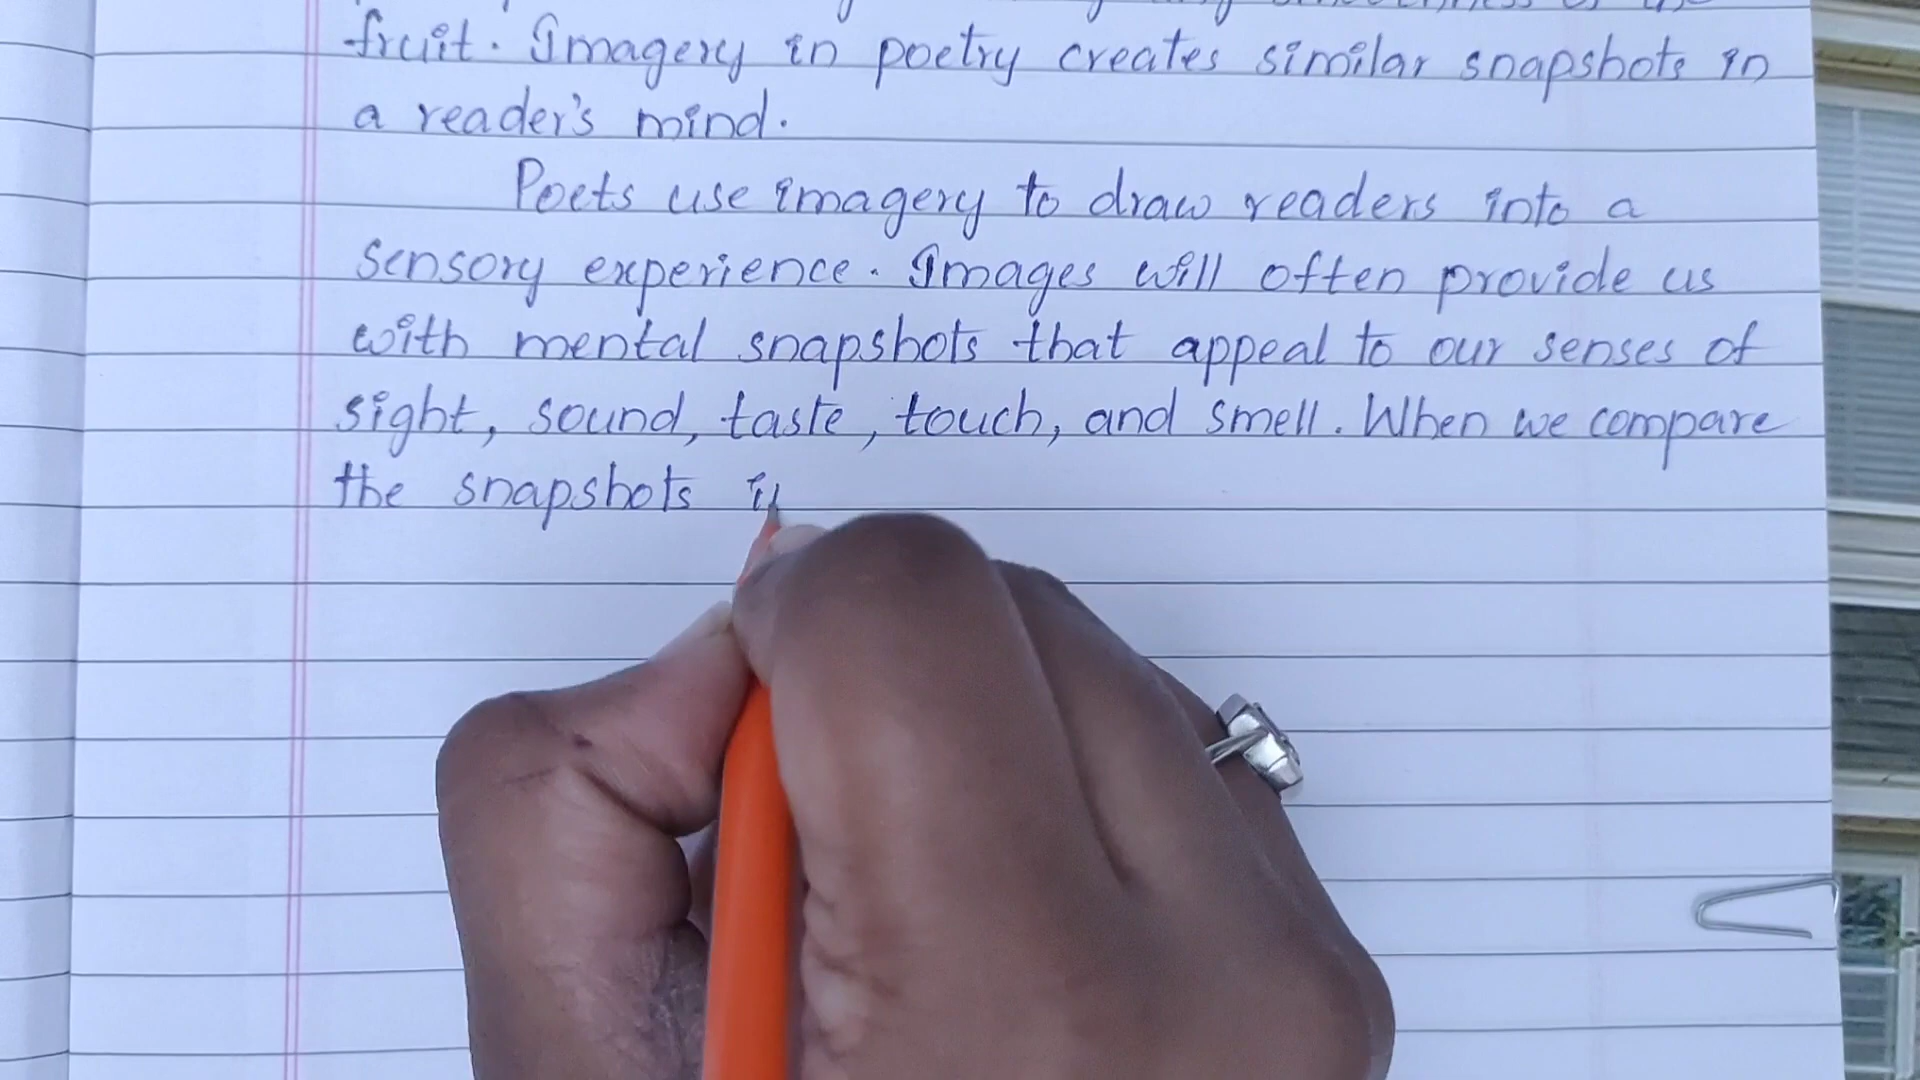 fruit. Imagery in poetry creates similar snapshots in
a reader's mind.
Poets use imagery to draw readers into a
sensory experience. Images will often provide us
with mental snapshots that appeal to our senses of
sight, sound, taste, touch, and smell. When we compare
the snapshots